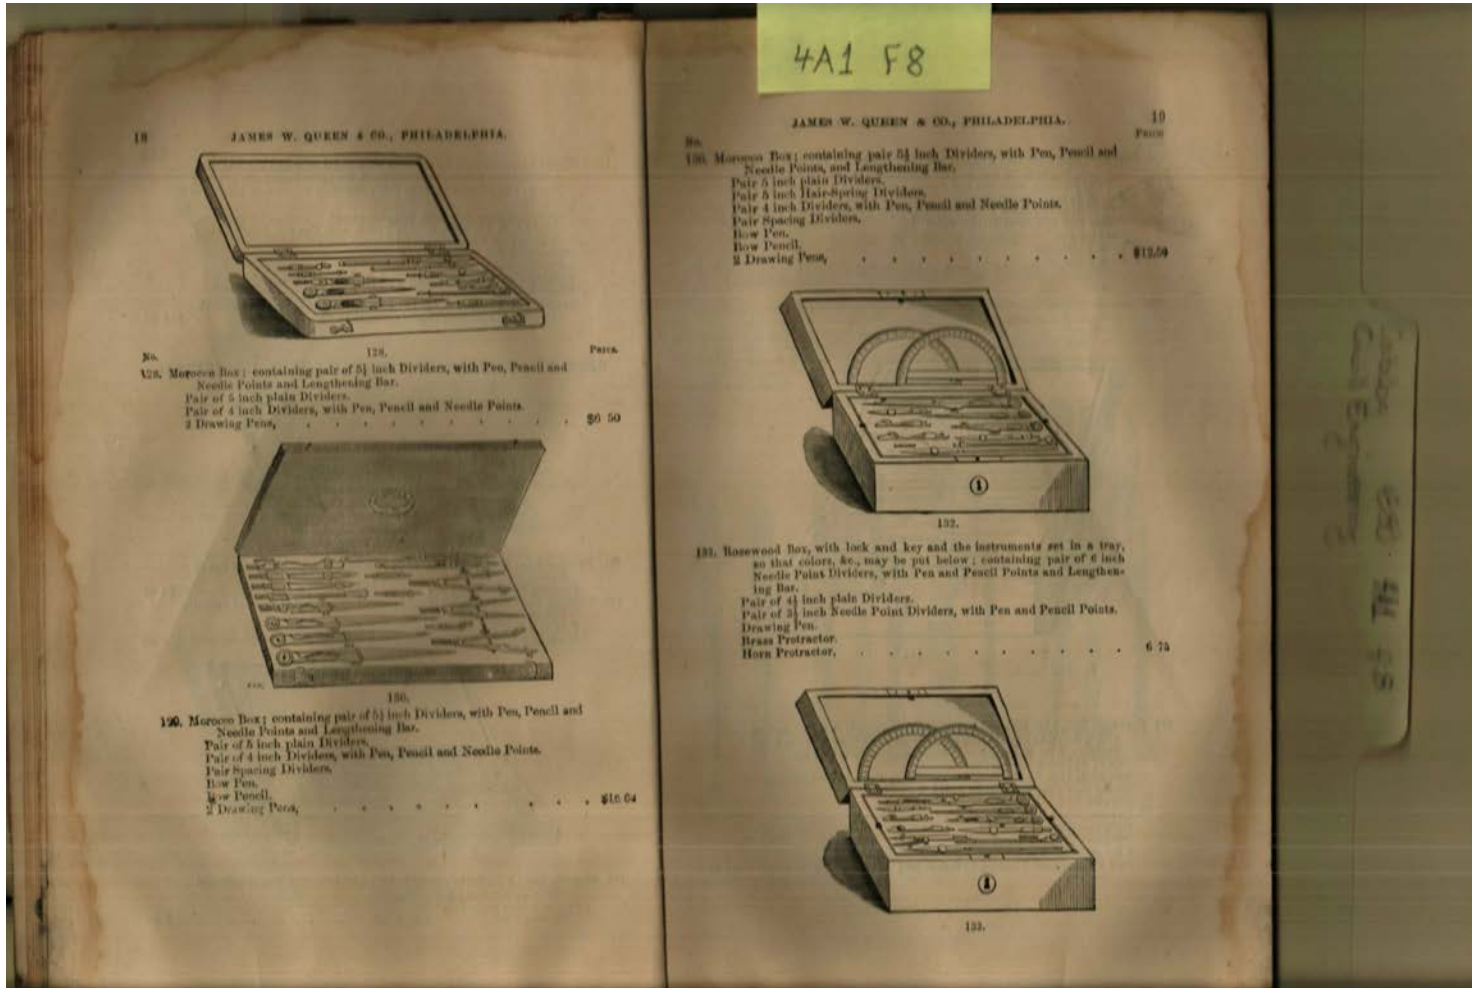 4A1 F8
18 JAMES W. QUEEN & CO., PHILADELPHIA.
128.
No. PRICE.
128. Morocco Box; containing pair of 5½ inch Dividers, with Pen, Pencil and
Needle Points and Lengthening Bar.
Pair of 5 inch plain Dividers.
Pair of 4 inch Dividers, with Pen, Pencil and Needle Points.
2 Drawing Pens, . . . . . . . . . . $6 50
130.
Morocco Box; containing pair of 5½ inch Dividers, with Pen, Pencil and
Needle Points and Lengthening Bar.
Pair of 5 inch plain Dividers.
Pair of 4 inch Dividers, with Pen, Pencil and Needle Points.
Pair Spacing Dividers.
Bow Pen.
Bow Pencil.
2 Drawing Pens, . . . . . . . . .
JAMES W. QUEEN & CO., PHILADELPHIA. 19
No. PRICE
130. Morocco Box; containing pair 5½ inch Dividers, with Pen, Pencil and
Needle Points, and Lengthening Bar.
Pair 5 inch plain Dividers.
Pair 5 inch Hair-Spring Dividers.
Pair 4 inch Dividers, with Pen, Pencil and Needle Points.
Pair Spacing Dividers.
Bow Pen.
Bow Pencil.
2 Drawing Pens, . . . . . . . . . . $12.50
132.
Rosewood Box, with lock and key and the instruments set in a tray,
so that colors, &c., may be put below; containing pair of 6 inch
Needle Point Dividers, with Pen and Pencil Points and Lengthen-
ing Bar.
Pair of 4½ inch plain Dividers.
Pair of 3½ inch Needle Point Dividers, with Pen and Pencil Points.
Drawing Pen.
Brass Protractor.
Horn Protractor, . . . . . . . . . . 6 75
133.